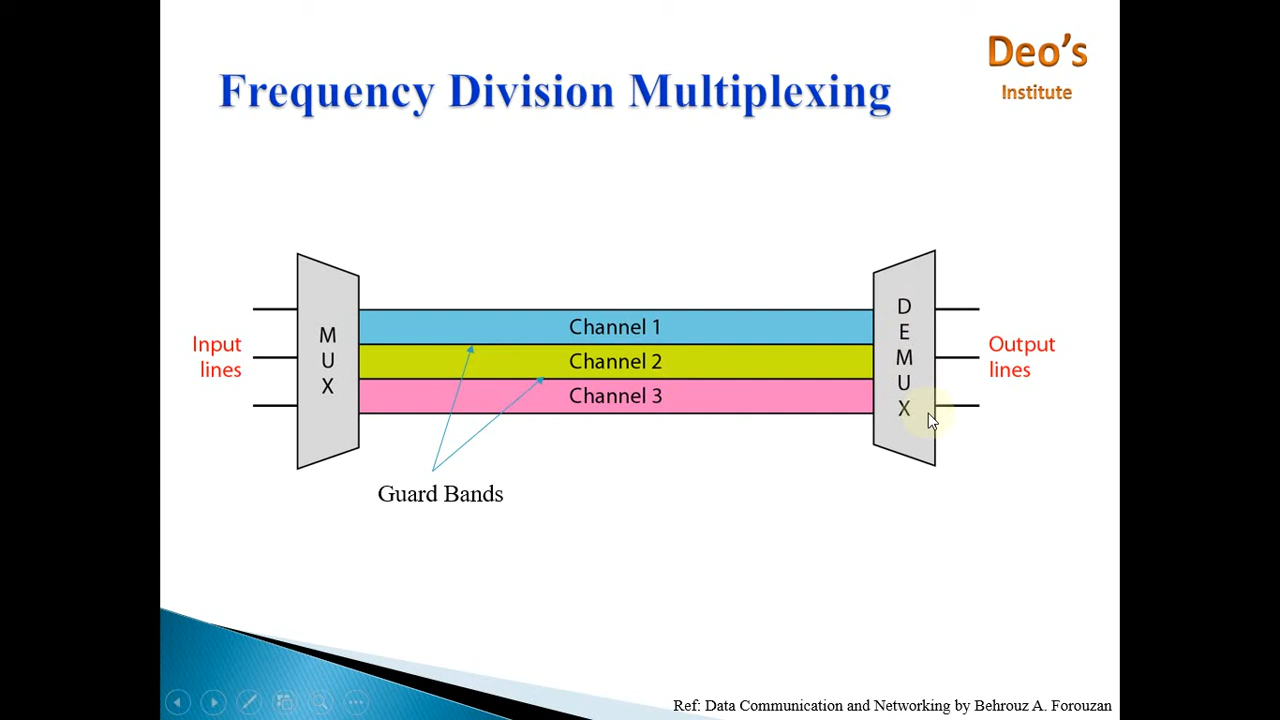 Deo's
Institute
Frequency Division Multiplexing
Input
lines
M
U
X
Channel 1
Channel 2
Channel 3
D
E
M
U
X
Output
lines
Guard Bands
Ref: Data Communication and Networking by Behrouz A. Forouzan